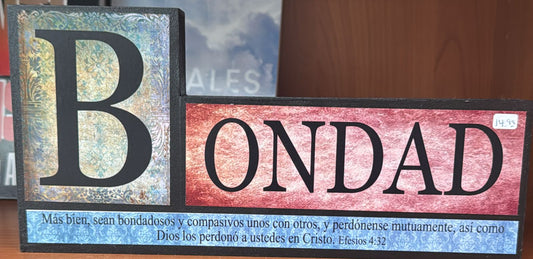 ALES
BONDAD
14.95
Más bien, sean bondadosos y compasivos unos con otros, y perdónense mutuamente, así como
Dios los perdonó a ustedes en Cristo. Efesios 4:32